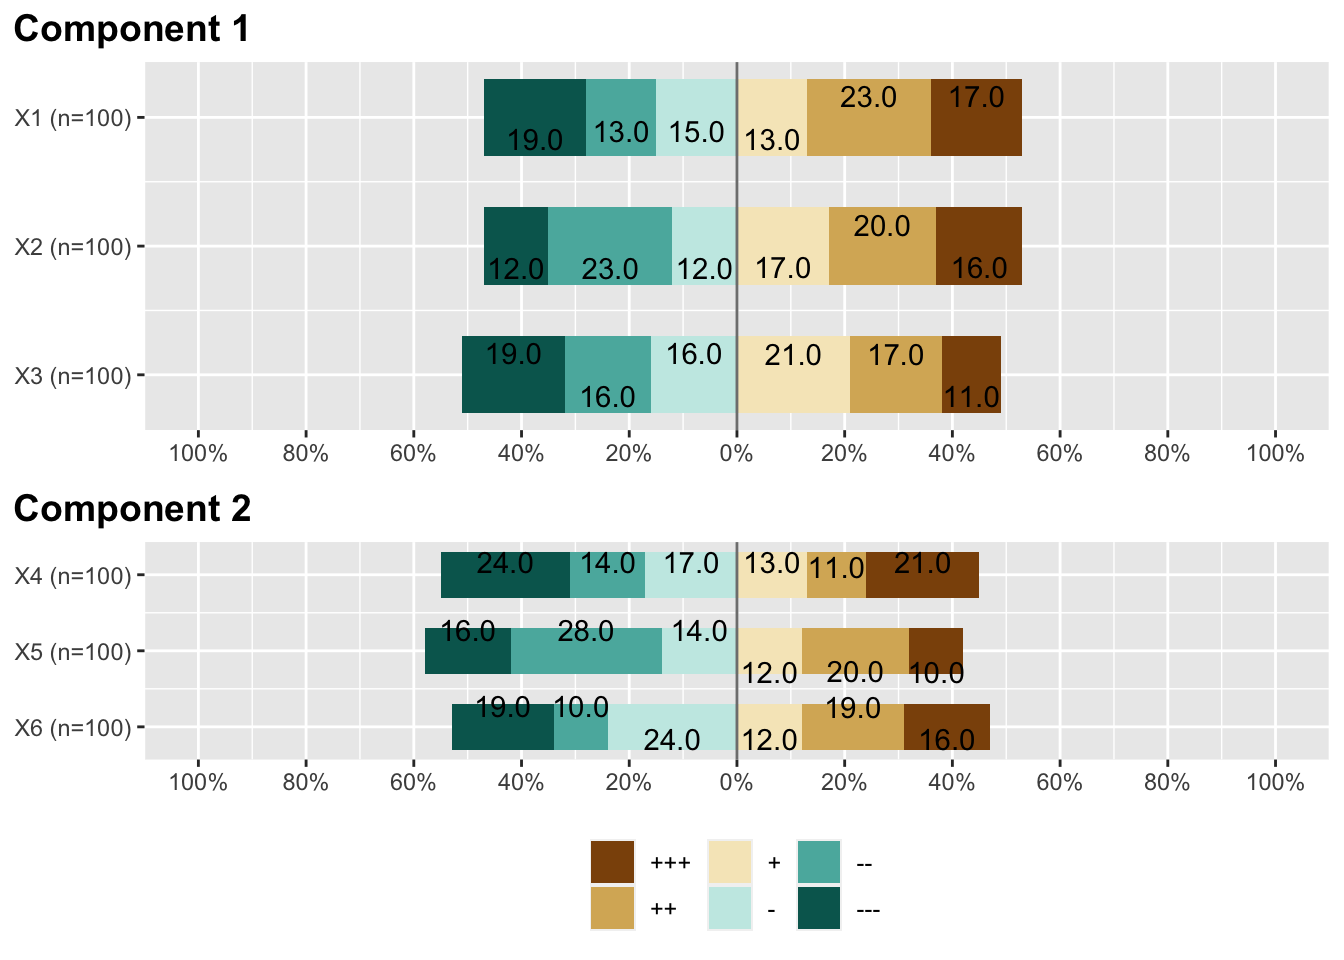 Component 1
X1 (n=100) 19.0 13.0 15.0 13.0 23.0 17.0
X2 (n=100) 12.0 23.0 12.0 17.0 20.0 16.0
X3 (n=100) 19.0 16.0 16.0 21.0 17.0 11.0
100% 80% 60% 40% 20% 0% 20% 40% 60% 80% 100%
Component 2
X4 (n=100) 24.0 14.0 17.0 13.0 11.0 21.0
X5 (n=100) 16.0 28.0 14.0 12.0 20.0 10.0
X6 (n=100) 19.0 10.0 24.0 12.0 19.0 16.0
100% 80% 60% 40% 20% 0% 20% 40% 60% 80% 100%
+++ + --
++ - ---